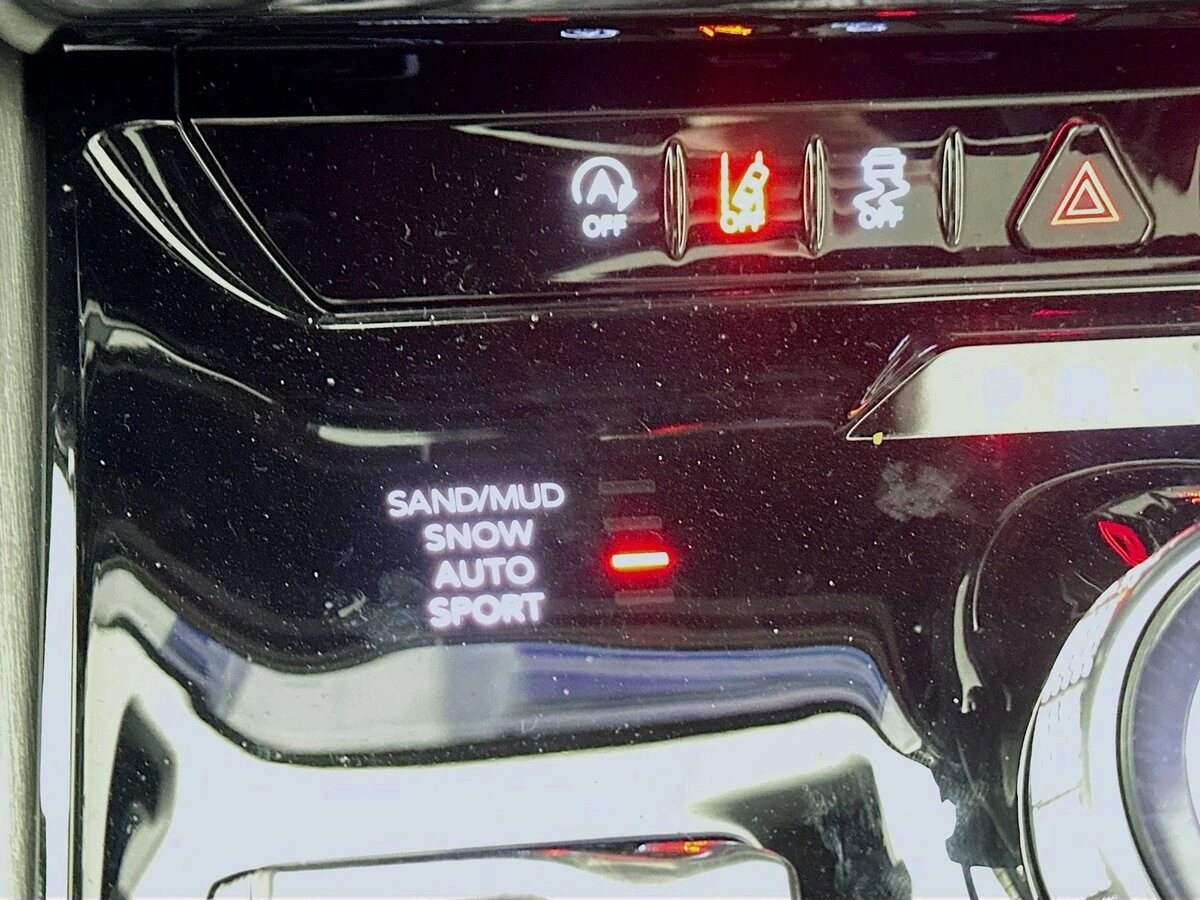 A
OFF
OFF
OFF
P R N
SAND/MUD
SNOW
AUTO
SPORT